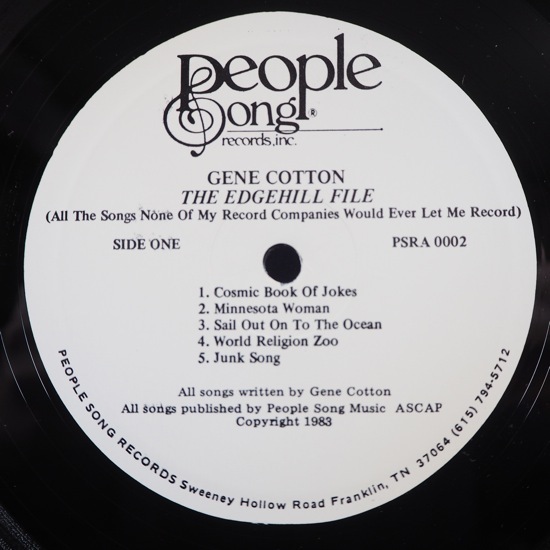 People
Song®
records,inc.
GENE COTTON
THE EDGEHILL FILE
(All The Songs None Of My Record Companies Would Ever Let Me Record)
SIDE ONE PSRA 0002
1. Cosmic Book Of Jokes
2. Minnesota Woman
3. Sail Out On To The Ocean
4. World Religion Zoo
5. Junk Song
All songs written by Gene Cotton
All songs published by People Song Music ASCAP
Copyright 1983
PEOPLE SONG RECORDS Sweeney Hollow Road Franklin, TN 37064 (615) 794-5712